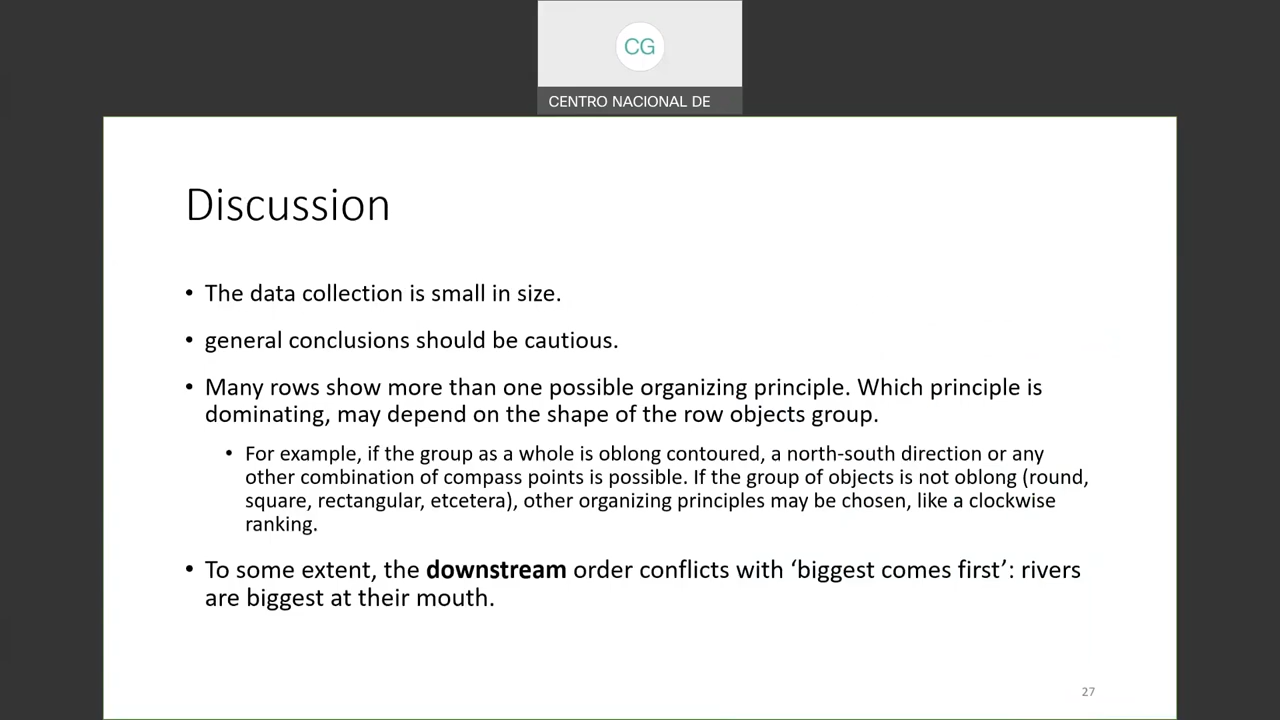 CG
CENTRO NACIONAL DE
Discussion
• The data collection is small in size.
• general conclusions should be cautious.
• Many rows show more than one possible organizing principle. Which principle is
dominating, may depend on the shape of the row objects group.
• For example, if the group as a whole is oblong contoured, a north-south direction or any
other combination of compass points is possible. If the group of objects is not oblong (round,
square, rectangular, etcetera), other organizing principles may be chosen, like a clockwise
ranking.
• To some extent, the downstream order conflicts with ‘biggest comes first’: rivers
are biggest at their mouth.
27